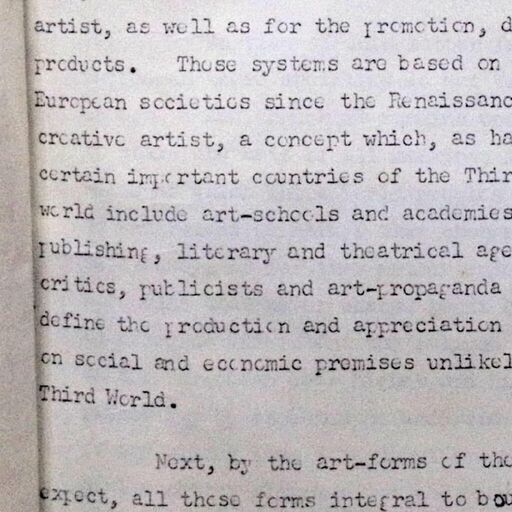 artist, as well as for the promotion, d
products. These systems are based on
European societies since the Renaissanc
creative artist, a concept which, as ha
certain important countries of the Thir
world include art-schools and academies
publishing, literary and theatrical age
critics, publicists and art-propaganda
define the production and appreciation
on social and economic premises unlikel
Third World.
Next, by the art-forms of the
expect, all these forms integral to bou